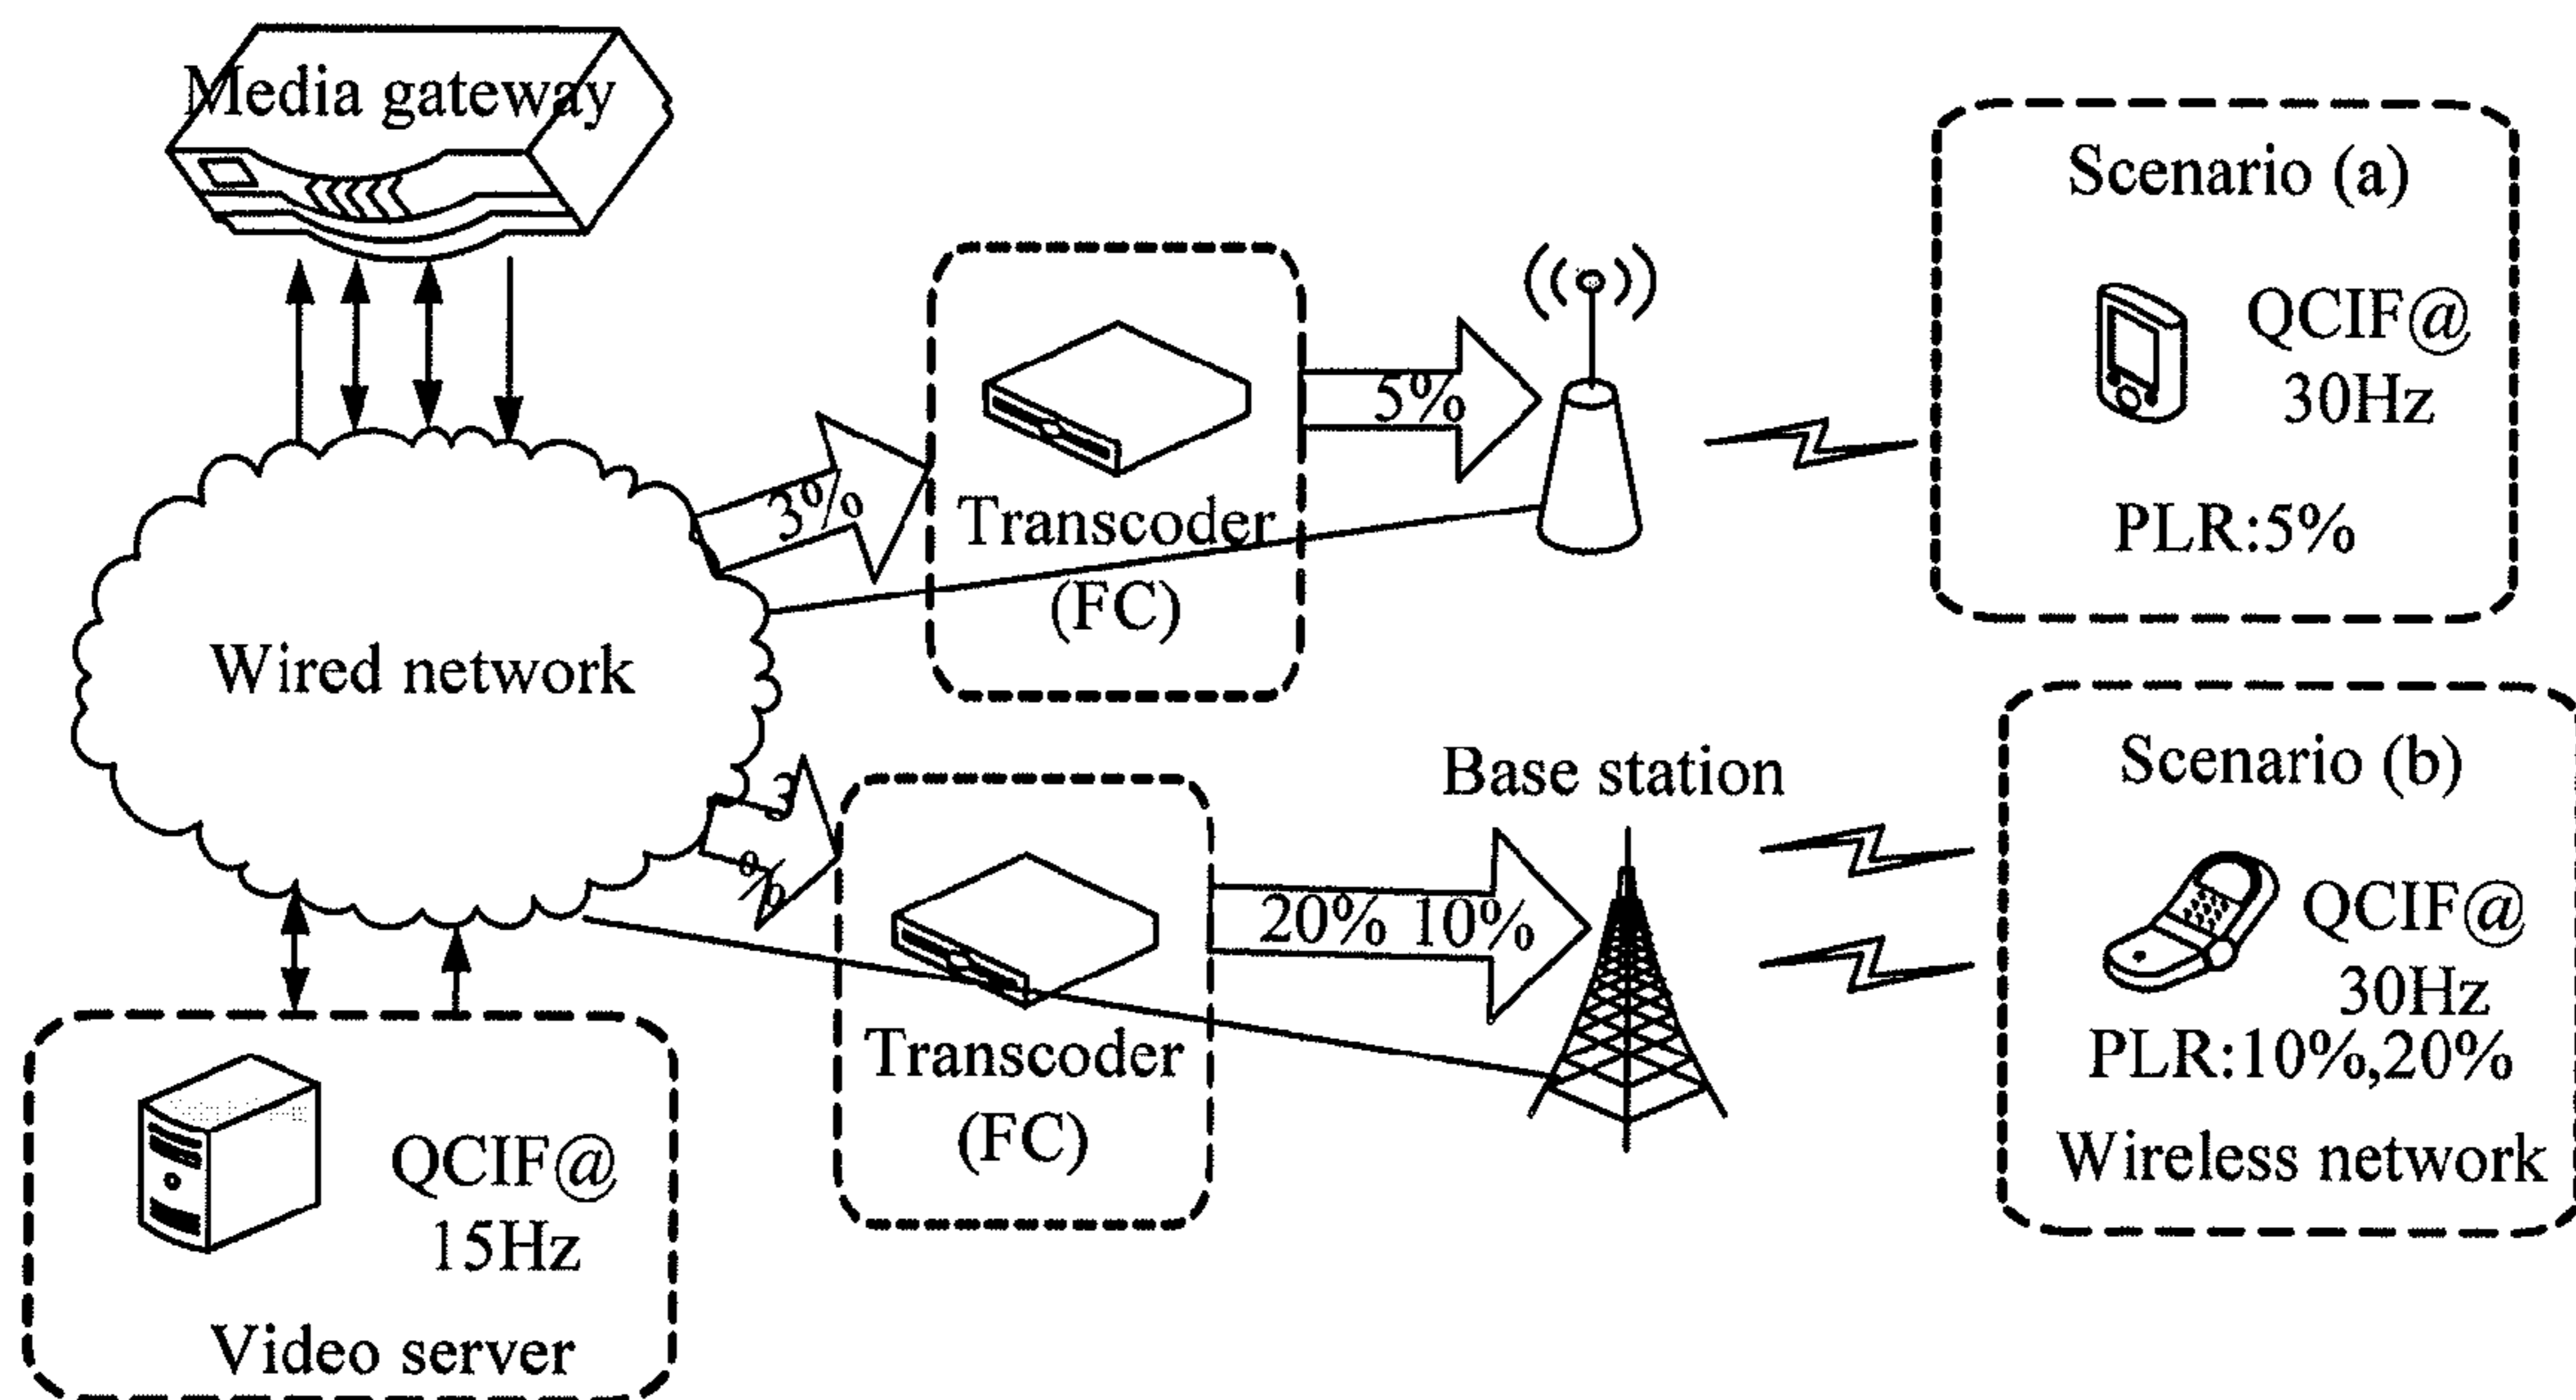 Media gateway
Scenario (a)
QCIF@
30Hz
PLR:5%
5%
3%
Transcoder
(FC)
Wired network
3
%
Base station
Scenario (b)
QCIF@
30Hz
PLR:10%,20%
Wireless network
20% 10%
Transcoder
(FC)
QCIF@
15Hz
Video server